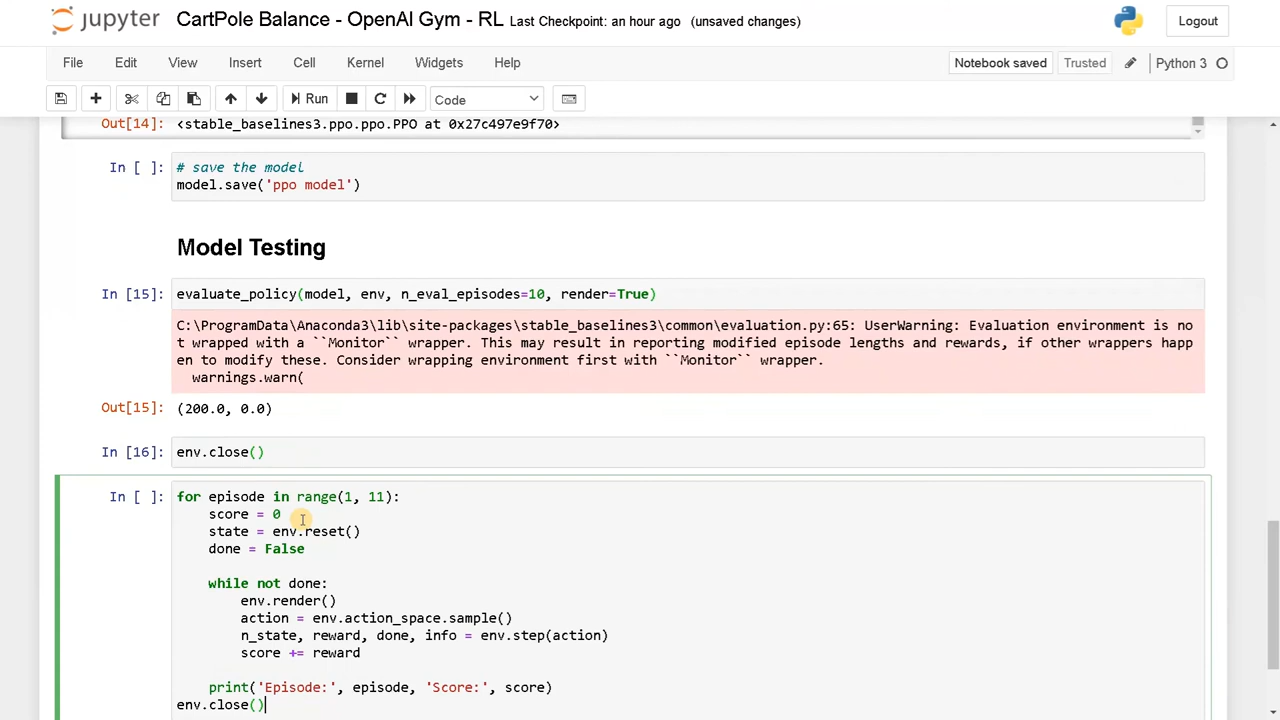 jupyter CartPole Balance - OpenAI Gym - RL Last Checkpoint: an hour ago (unsaved changes) Logout
File Edit View Insert Cell Kernel Widgets Help Notebook saved Trusted Python 3
Run Code
Out[14]: <stable_baselines3.ppo.ppo.PPO at 0x27c497e9f70>
In [ ]: # save the model
model.save('ppo model')
Model Testing
In [15]: evaluate_policy(model, env, n_eval_episodes=10, render=True)
C:\ProgramData\Anaconda3\lib\site-packages\stable_baselines3\common\evaluation.py:65: UserWarning: Evaluation environment is no
t wrapped with a ``Monitor`` wrapper. This may result in reporting modified episode lengths and rewards, if other wrappers happ
en to modify these. Consider wrapping environment first with ``Monitor`` wrapper.
warnings.warn(
Out[15]: (200.0, 0.0)
In [16]: env.close()
In [ ]: for episode in range(1, 11):
score = 0
state = env.reset()
done = False
while not done:
env.render()
action = env.action_space.sample()
n_state, reward, done, info = env.step(action)
score += reward
print('Episode:', episode, 'Score:', score)
env.close()